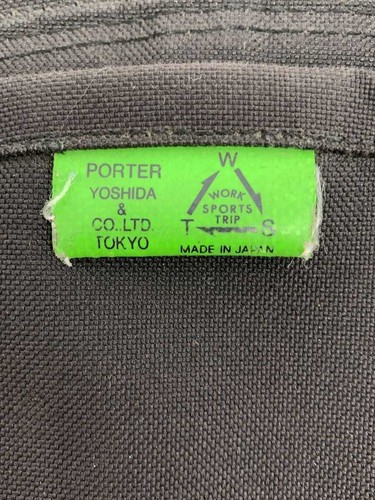 PORTER
YOSHIDA
&
CO.,LTD.
TOKYO
W
WORK
SPORTS
TRIP
T S
MADE IN JAPAN